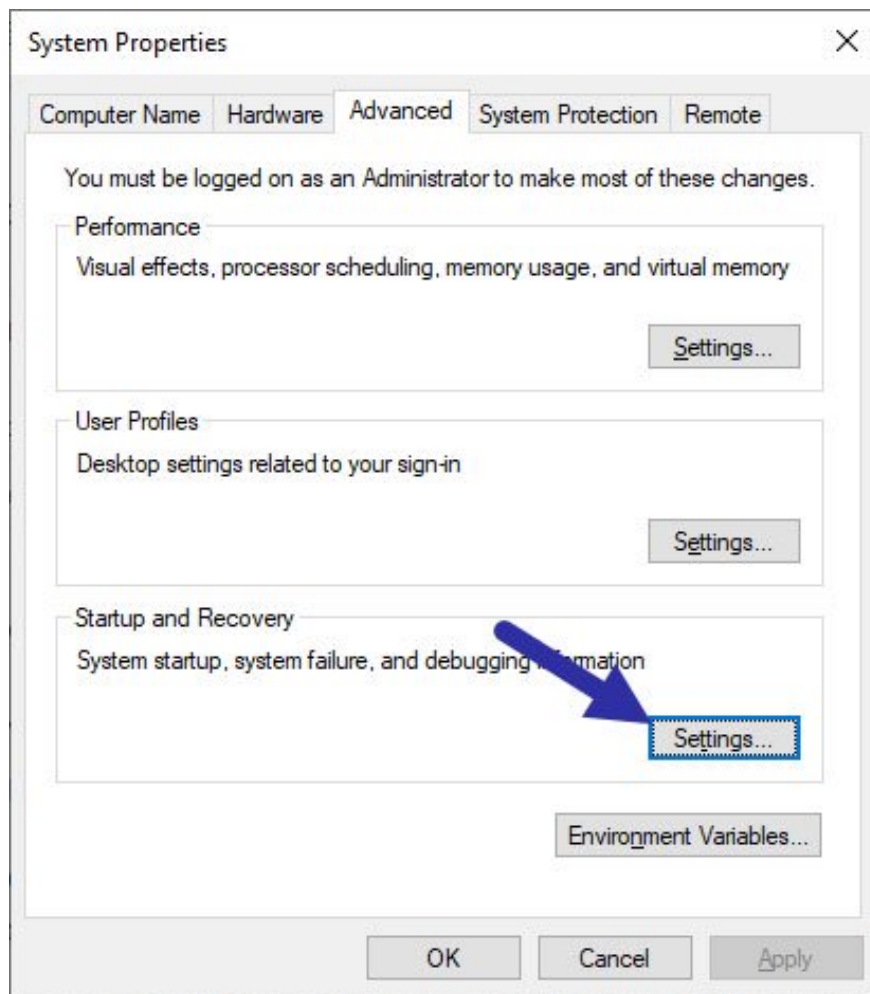 System Properties
Computer Name Hardware Advanced System Protection Remote
You must be logged on as an Administrator to make most of these changes.
Performance
Visual effects, processor scheduling, memory usage, and virtual memory
Settings...
User Profiles
Desktop settings related to your sign-in
Settings...
Startup and Recovery
System startup, system failure, and debugging information
Settings...
Environment Variables...
OK Cancel Apply